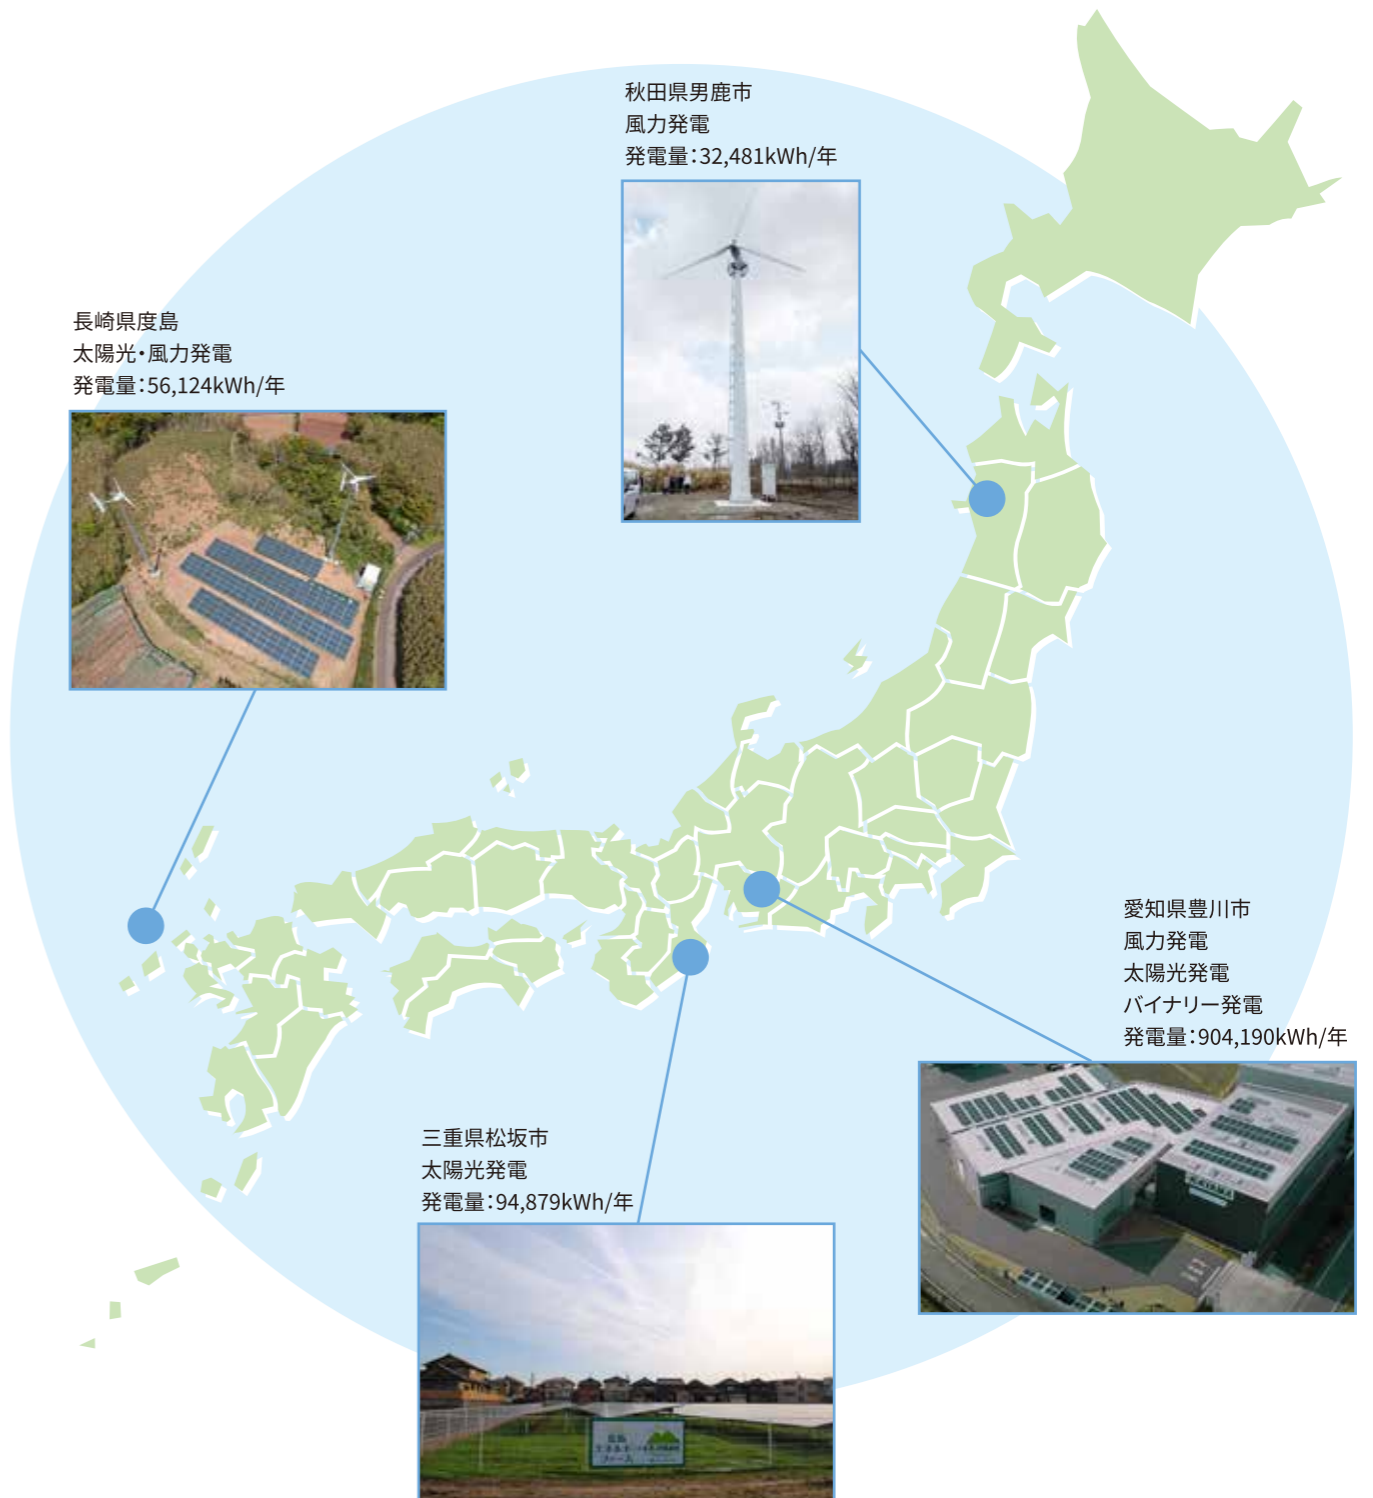 秋田県男鹿市
風力発電
発電量：32,481kWh/年
長崎県度島
太陽光・風力発電
発電量：56,124kWh/年
愛知県豊川市
風力発電
太陽光発電
バイナリー発電
発電量：904,190kWh/年
三重県松坂市
太陽光発電
発電量：94,879kWh/年